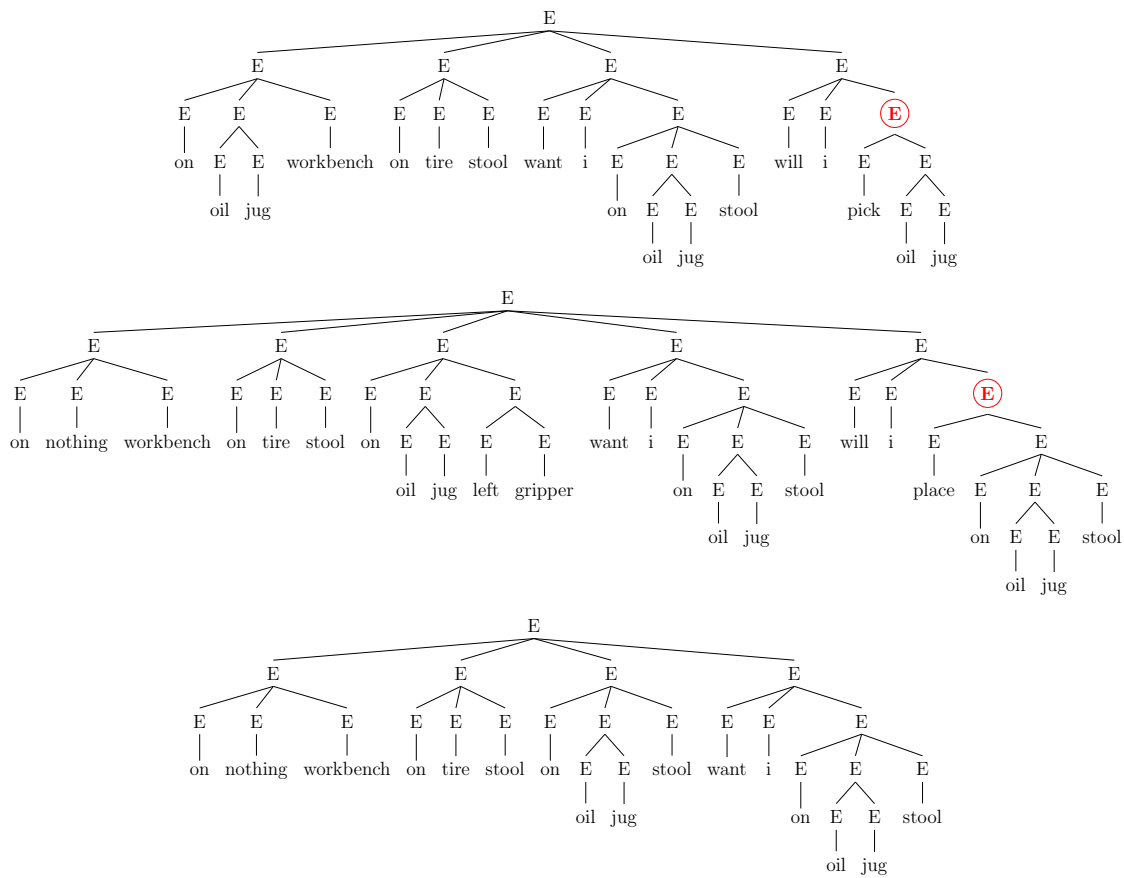 E
E E E E
E E E E E E E E E E E E
on E E workbench on tire stool want i E E E will i E E
oil jug on E E stool pick E E
oil jug oil jug
E
E E E E E
E E E E E E E E E E E E E E E
on nothing workbench on tire stool on E E E E want i E E E will i E E
oil jug left gripper on E E stool place E E E
oil jug on E E stool
oil jug
E
E E E E
E E E E E E E E E E E E
on nothing workbench on tire stool on E E stool want i E E E
oil jug on E E stool
oil jug